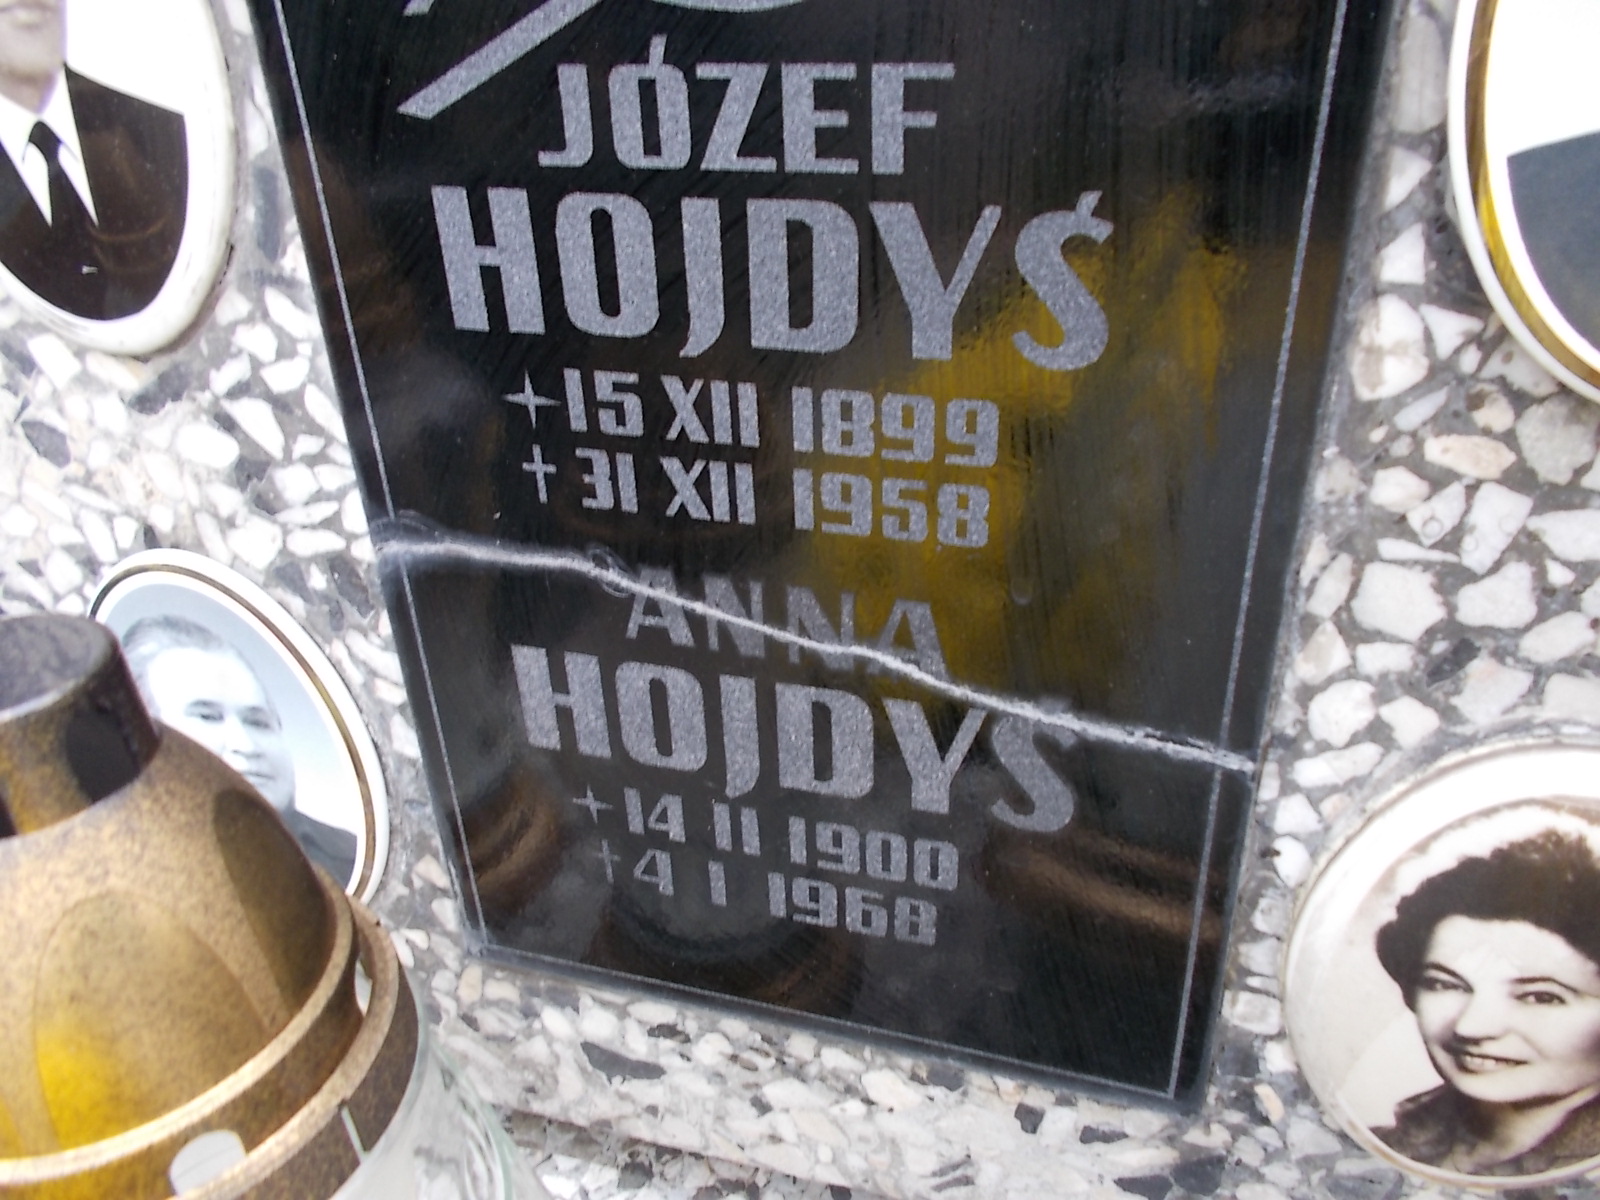 JÓZEF
HOJDYŚ
15 XII 1899
31 XII 1958
ANNA
HOJDYŚ
14 II 1900
4 I 1968